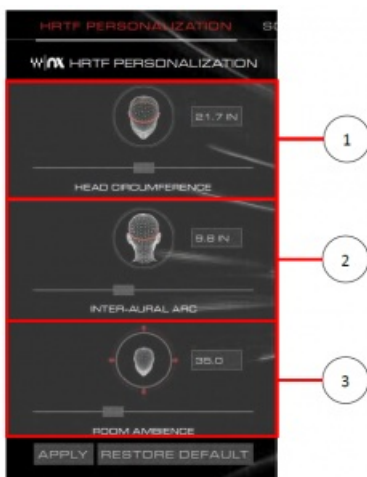 HRTF PERSONALIZATION
W|NX HRTF PERSONALIZATION
21.7 IN
1
HEAD CIRCUMFERENCE
9.8 IN
2
INTER-AURAL ARC
35.0
3
ROOM AMBIENCE
APPLY RESTORE DEFAULT